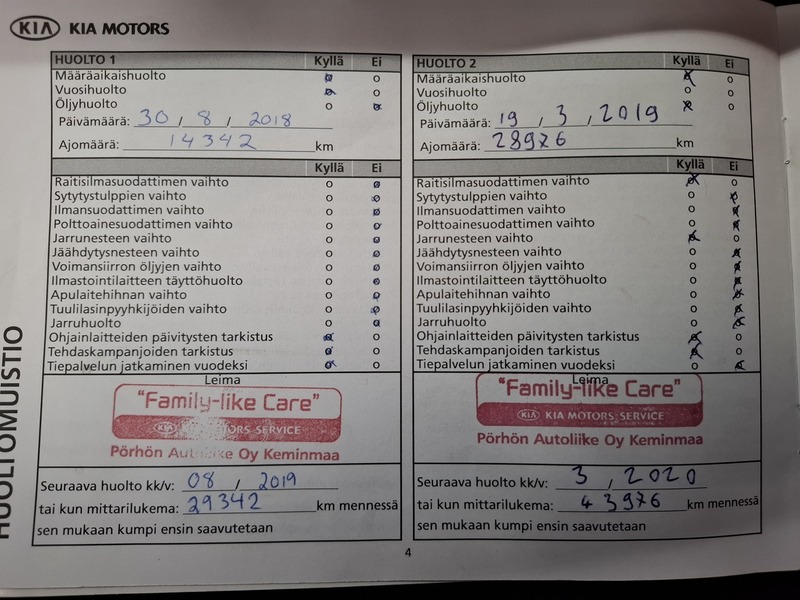 KIA KIA MOTORS
HUOLTOMUISTIO
HUOLTO 1 Kyllä Ei
Määräaikaishuolto
Vuosihuolto
Öljyhuolto
Päivämäärä: 30 / 8 / 2018
Ajomäärä: 14342 km
Kyllä Ei
Raitisilmasuodattimen vaihto
Sytytystulppien vaihto
Ilmansuodattimen vaihto
Polttoainesuodattimen vaihto
Jarrunesteen vaihto
Jäähdytysnesteen vaihto
Voimansiirron öljyjen vaihto
Ilmastointilaitteen täyttöhuolto
Apulaitehihnan vaihto
Tuulilasinpyyhkijöiden vaihto
Jarruhuolto
Ohjainlaitteiden päivitysten tarkistus
Tehdaskampanjoiden tarkistus
Tiepalvelun jatkaminen vuodeksi
Leima
"Family-like Care"
KIA MOTORS SERVICE
Pörhön Autoliike Oy Keminmaa
Seuraava huolto kk/v: 08 / 2019
tai kun mittarilukema: 29342 km mennessä
sen mukaan kumpi ensin saavutetaan
HUOLTO 2 Kyllä Ei
Määräaikaishuolto
Vuosihuolto
Öljyhuolto
Päivämäärä: 19 / 3 / 2019
Ajomäärä: 28976 km
Kyllä Ei
Raitisilmasuodattimen vaihto
Sytytystulppien vaihto
Ilmansuodattimen vaihto
Polttoainesuodattimen vaihto
Jarrunesteen vaihto
Jäähdytysnesteen vaihto
Voimansiirron öljyjen vaihto
Ilmastointilaitteen täyttöhuolto
Apulaitehihnan vaihto
Tuulilasinpyyhkijöiden vaihto
Jarruhuolto
Ohjainlaitteiden päivitysten tarkistus
Tehdaskampanjoiden tarkistus
Tiepalvelun jatkaminen vuodeksi
Leima
"Family-like Care"
KIA KIA MOTORS SERVICE
Pörhön Autoliike Oy Keminmaa
Seuraava huolto kk/v: 3 / 2020
tai kun mittarilukema: 43976 km mennessä
sen mukaan kumpi ensin saavutetaan
4